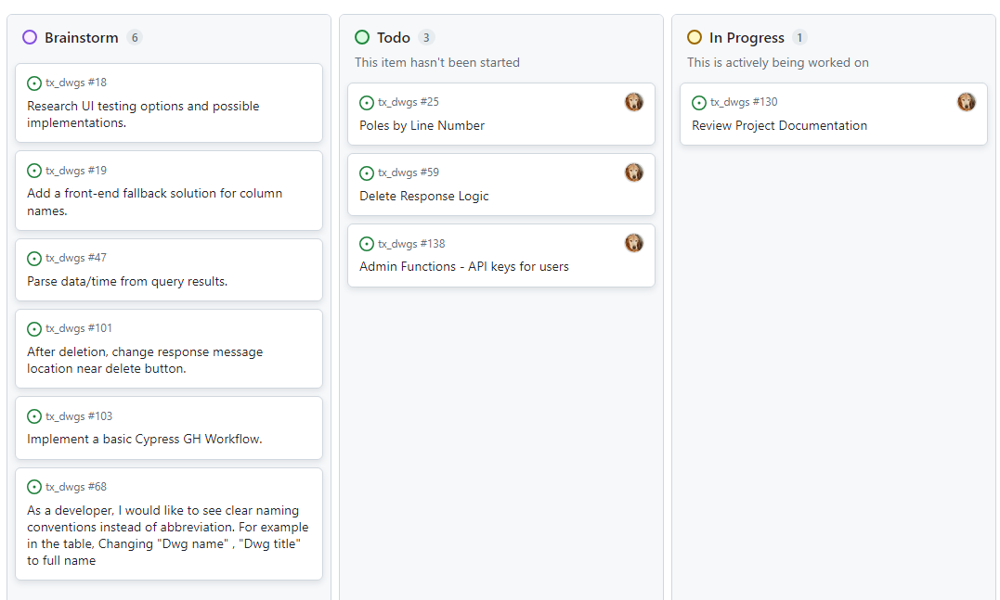 Brainstorm 6
tx_dwgs #18
Research UI testing options and possible
implementations.
tx_dwgs #19
Add a front-end fallback solution for column
names.
tx_dwgs #47
Parse data/time from query results.
tx_dwgs #101
After deletion, change response message
location near delete button.
tx_dwgs #103
Implement a basic Cypress GH Workflow.
tx_dwgs #68
As a developer, I would like to see clear naming
conventions instead of abbreviation. For example
in the table, Changing "Dwg name" , "Dwg title"
to full name
Todo 3
This item hasn't been started
tx_dwgs #25
Poles by Line Number
tx_dwgs #59
Delete Response Logic
tx_dwgs #138
Admin Functions - API keys for users
In Progress 1
This is actively being worked on
tx_dwgs #130
Review Project Documentation